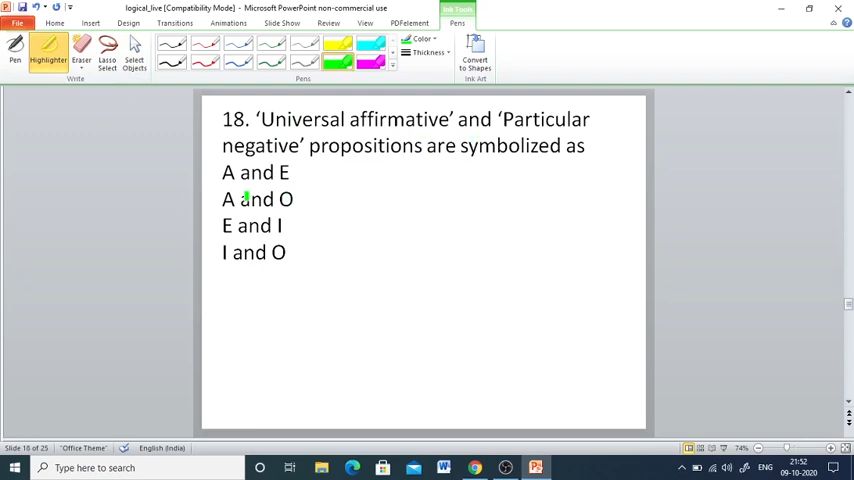 logical_live [Compatibility Mode] - Microsoft PowerPoint non-commercial use
Ink Tools
File Home Insert Design Transitions Animations Slide Show Review View PDFelement Pens
Pen Highlighter Eraser Lasso Select Select Objects
Color
Thickness
Convert to Shapes
Write Pens Ink Art
18. ‘Universal affirmative’ and ‘Particular
negative’ propositions are symbolized as
A and E
A and O
E and I
I and O
Slide 18 of 25 "Office Theme" English (India) 74%
Type here to search
ENG
21:52
09-10-2020